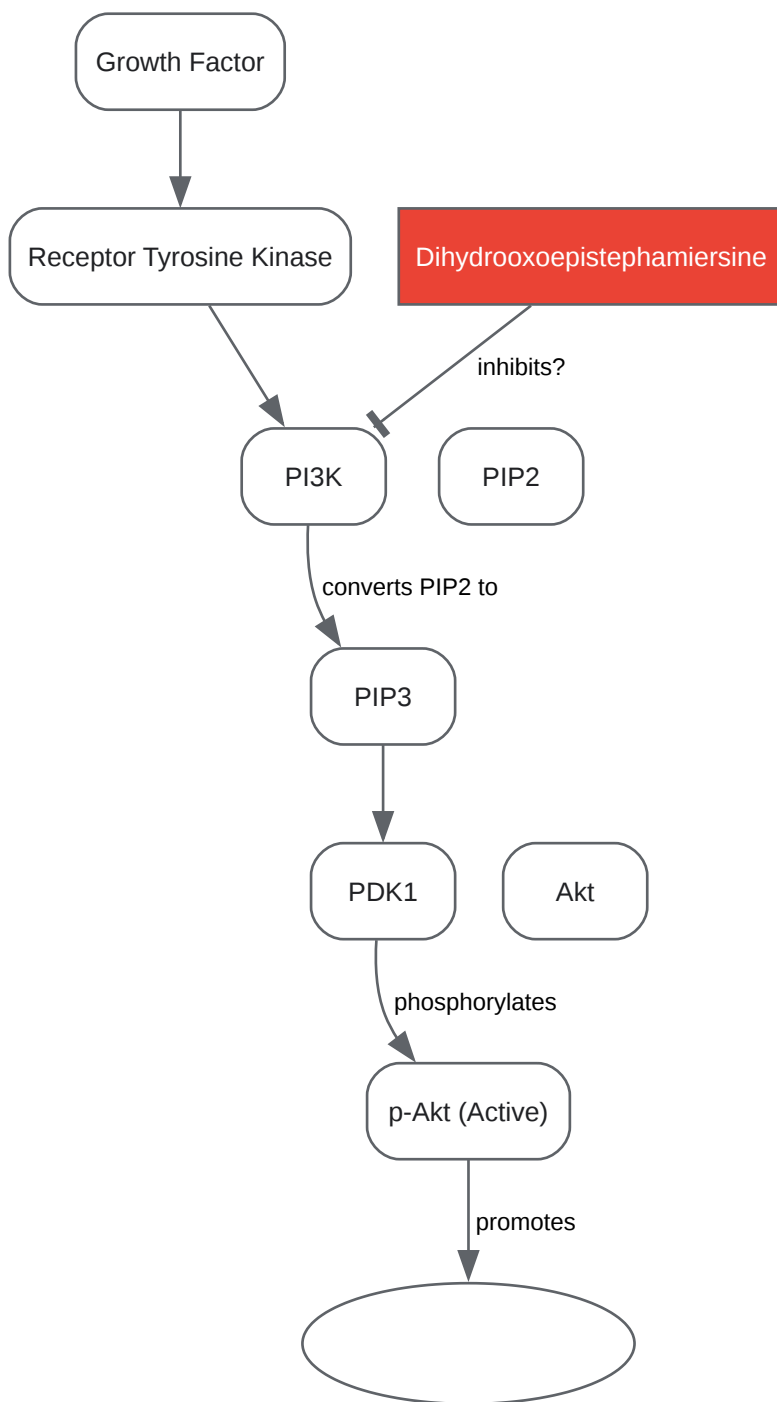 Growth Factor
Receptor Tyrosine Kinase
Dihydrooxoepistephamiersine
inhibits?
PI3K
PIP2
converts PIP2 to
PIP3
PDK1
Akt
phosphorylates
p-Akt (Active)
promotes